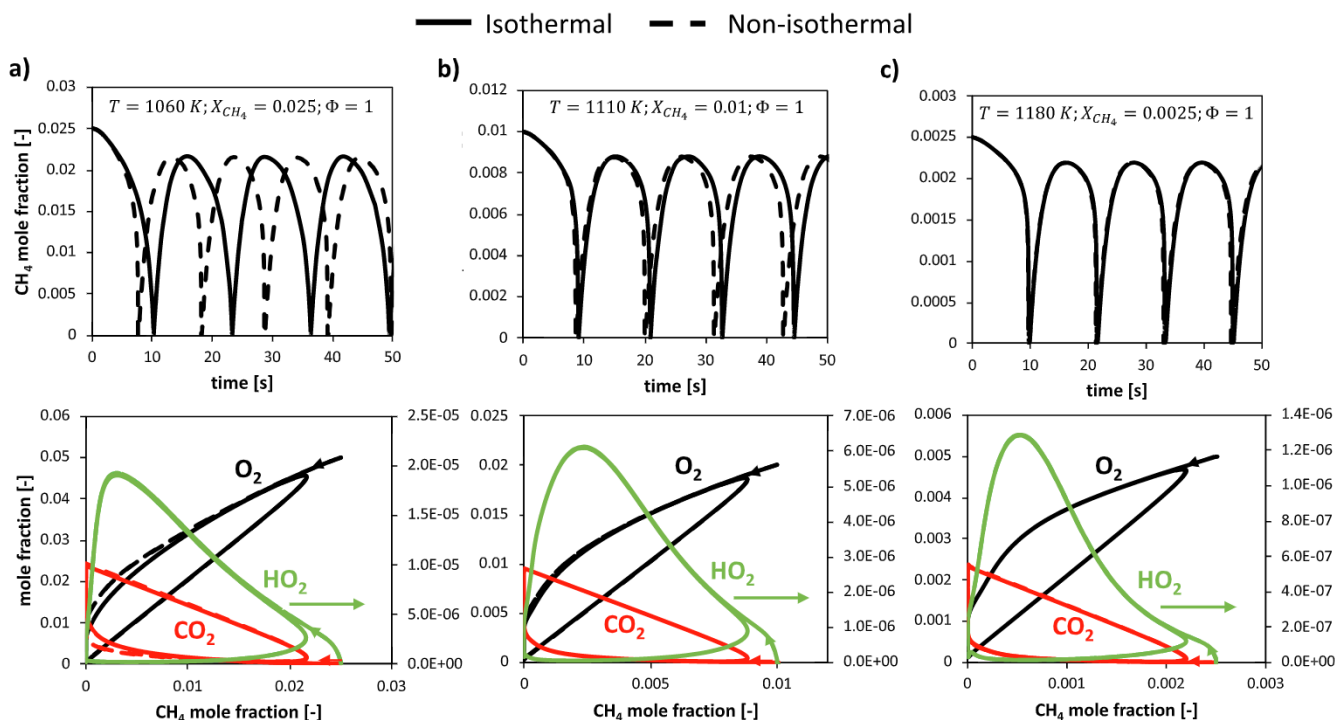 Isothermal Non-isothermal
a)
T = 1060 K; X_CH4 = 0.025; Φ = 1
CH4 mole fraction [-]
0.03
0.025
0.02
0.015
0.01
0.005
0
0 10 20 30 40 50
time [s]
b)
T = 1110 K; X_CH4 = 0.01; Φ = 1
0.012
0.01
0.008
0.006
0.004
0.002
0
0 10 20 30 40 50
time [s]
c)
T = 1180 K; X_CH4 = 0.0025; Φ = 1
0.003
0.0025
0.002
0.0015
0.001
0.0005
0
0 10 20 30 40 50
time [s]
mole fraction [-]
0.06
0.05
0.04
0.03
0.02
0.01
0
O2
HO2
CO2
2.5E-05
2.0E-05
1.5E-05
1.0E-05
5.0E-06
0.0E+00
0 0.01 0.02 0.03
CH4 mole fraction [-]
0.025
0.02
0.015
0.01
0.005
0
O2
HO2
CO2
7.0E-06
6.0E-06
5.0E-06
4.0E-06
3.0E-06
2.0E-06
1.0E-06
0.0E+00
0 0.005 0.01
CH4 mole fraction [-]
0.006
0.005
0.004
0.003
0.002
0.001
0
O2
HO2
CO2
1.4E-06
1.2E-06
1.0E-06
8.0E-07
6.0E-07
4.0E-07
2.0E-07
0.0E+00
0 0.001 0.002 0.003
CH4 mole fraction [-]